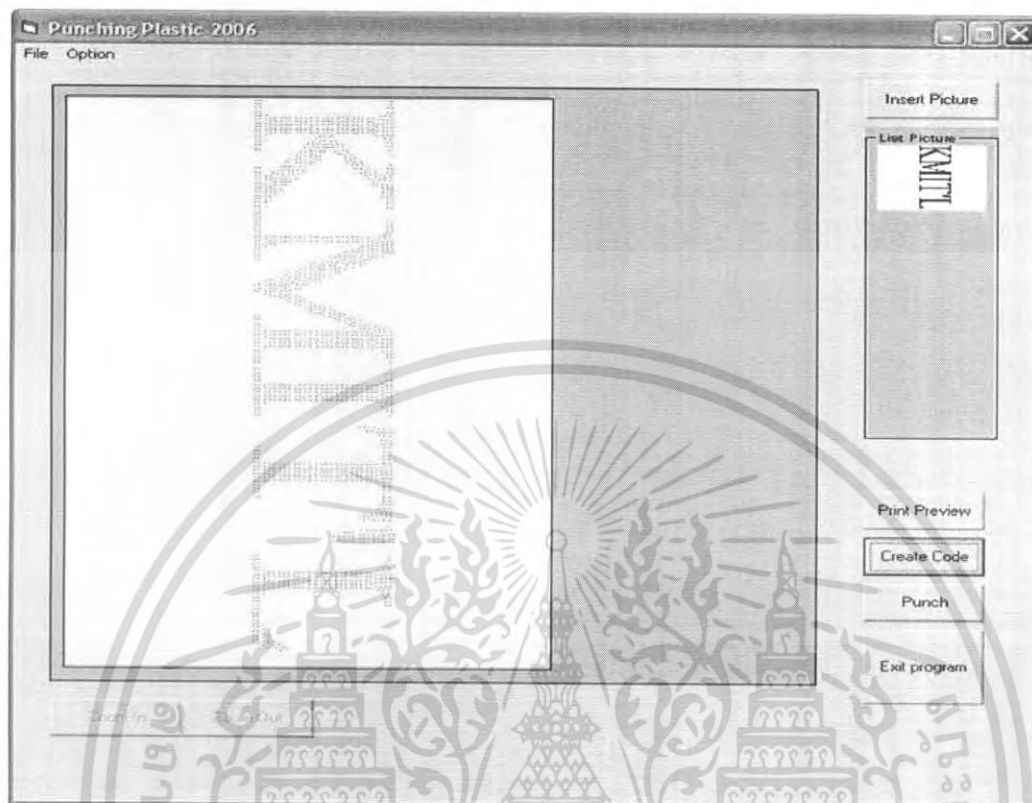 Punching Plastic 2006
File Option
Insert Picture
List Picture
KMITL
KMITL
Print Preview
Create Code
Punch
Exit program